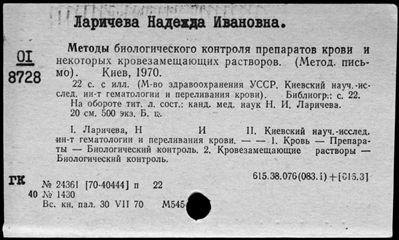 Ларичева Надежда Ивановна.
Методы биологического контроля препаратов крови и
01
8728
некоторых кровезамещающих растворов. (Метод. пись-
мо). Киев, 1970.
22 с. с илл. (М-во здравоохранения УССР. Киевский науч.-ис-
след. ин-т гематологии и переливания крови). Библиогр: с. 22.
На обороте тит. л. сост.: канд. мед. наук Н. И. Ларичева.
20 см. 500 экз. Б. ц.
I. Ларичева, Н И II. Киевский науч.-исслед.
ин-т гематологии и переливания крови. — — 1. Кровь — Препара-
ты — Биологический контроль. 2. Кровезамещающие растворы —
Биологический контроль.
615.38.076(083.1)+[615.3]
ГК
№ 24361 [70-40444] п 22
40 № 1430
Вс. кн. пал. 30 VII 70 М545